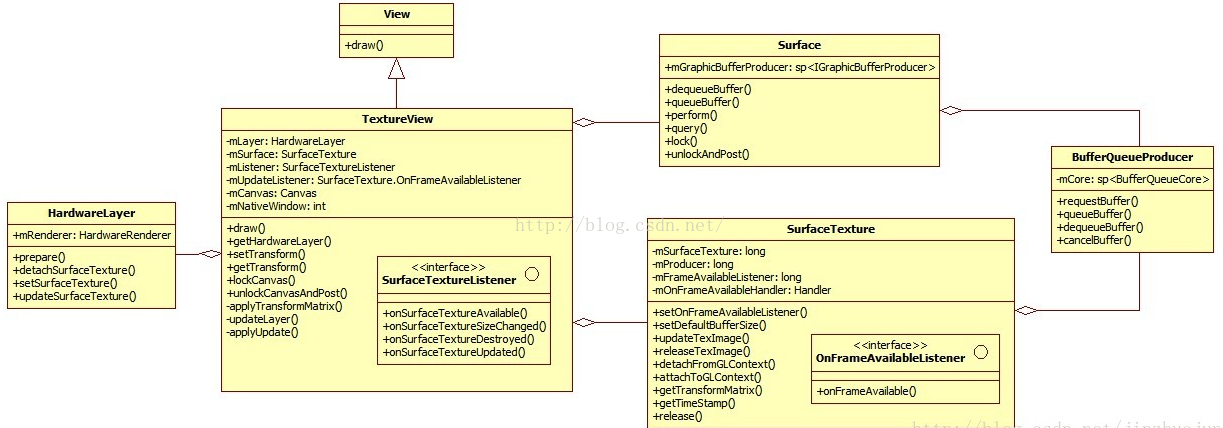 View
+draw()
TextureView
-mLayer: HardwareLayer
-mSurface: SurfaceTexture
-mListener: SurfaceTextureListener
-mUpdateListener: SurfaceTexture.OnFrameAvailableListener
-mCanvas: Canvas
-mNativeWindow: int
+draw()
+getHardwareLayer()
+setTransform()
+getTransform()
+lockCanvas()
+unlockCanvasAndPost()
-applyTransformMatrix()
-updateLayer()
-applyUpdate()
<<interface>>
SurfaceTextureListener
+onSurfaceTextureAvailable()
+onSurfaceTextureSizeChanged()
+onSurfaceTextureDestroyed()
+onSurfaceTextureUpdated()
HardwareLayer
+mRenderer: HardwareRenderer
+prepare()
+detachSurfaceTexture()
+setSurfaceTexture()
+updateSurfaceTexture()
Surface
+mGraphicBufferProducer: sp<IGraphicBufferProducer>
+dequeueBuffer()
+queueBuffer()
+perform()
+query()
+lock()
+unlockAndPost()
BufferQueueProducer
-mCore: sp<BufferQueueCore>
+requestBuffer()
+queueBuffer()
+dequeueBuffer()
+cancelBuffer()
http://blog.csdn.net/
SurfaceTexture
-mSurfaceTexture: long
-mProducer: long
-mFrameAvailableListener: long
-mOnFrameAvailableHandler: Handler
+setOnFrameAvailableListener()
+setDefaultBufferSize()
+updateTexImage()
+releaseTexImage()
+detachFromGLContext()
+attachToGLContext()
+getTransformMatrix()
+getTimeStamp()
+release()
<<interface>>
OnFrameAvailableListener
+onFrameAvailable()